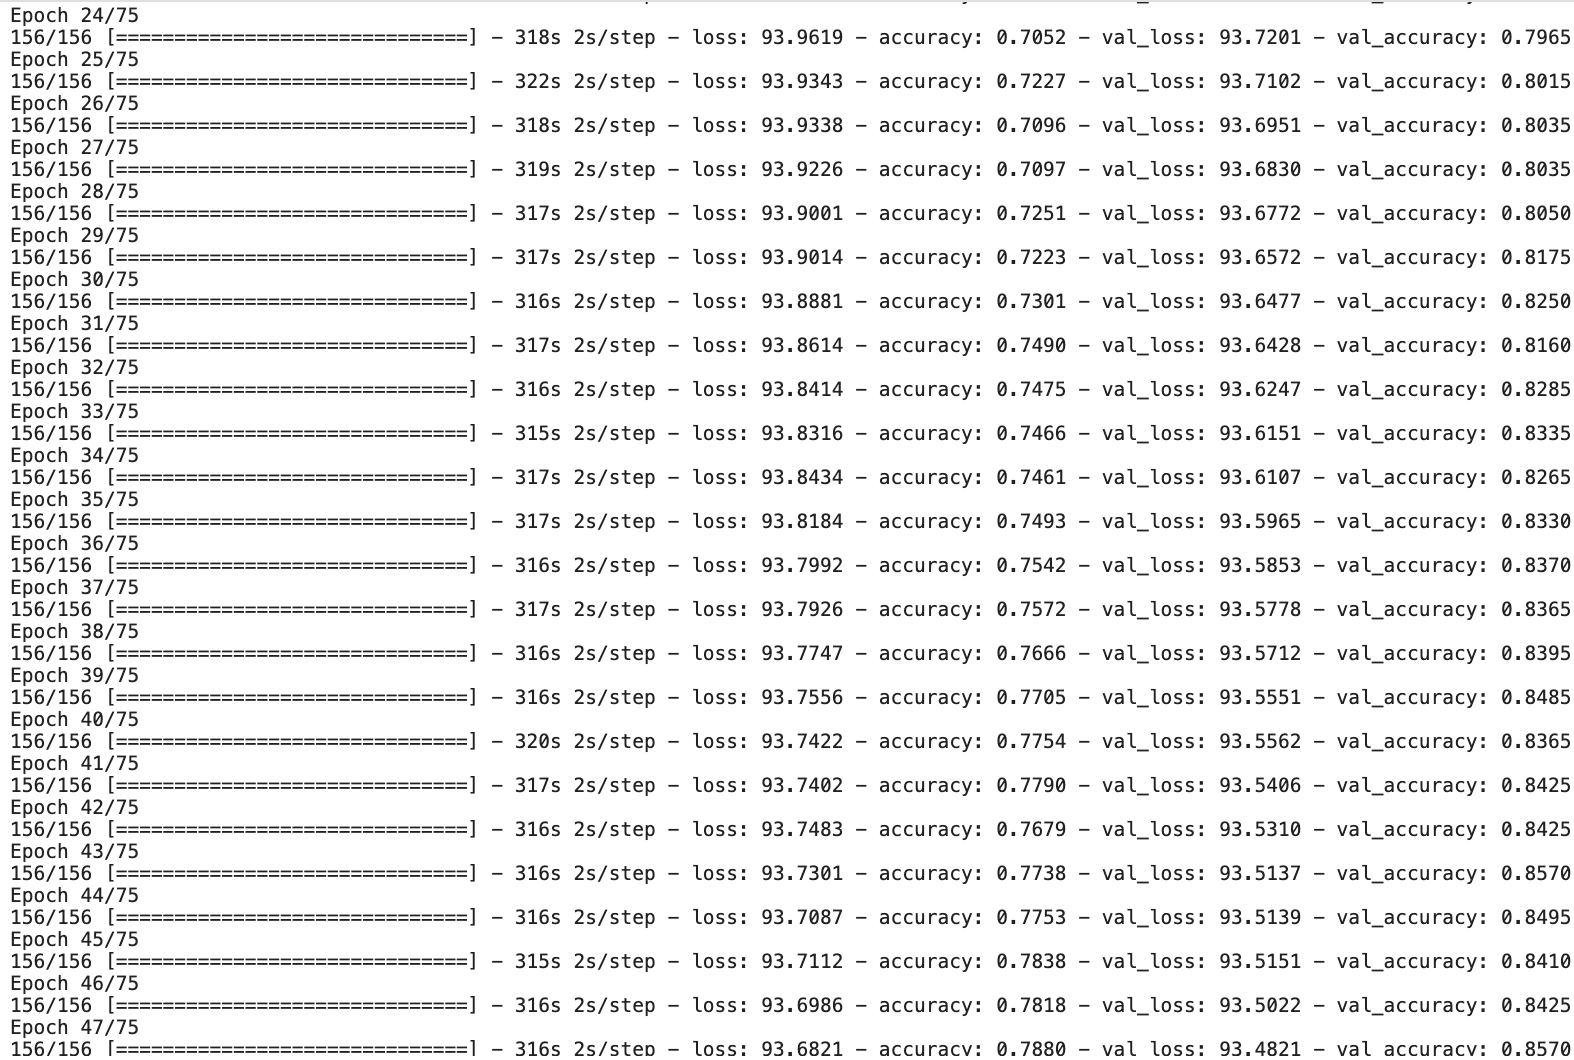 Epoch 24/75
156/156 [==============================] - 318s 2s/step - loss: 93.9619 - accuracy: 0.7052 - val_loss: 93.7201 - val_accuracy: 0.7965
Epoch 25/75
156/156 [==============================] - 322s 2s/step - loss: 93.9343 - accuracy: 0.7227 - val_loss: 93.7102 - val_accuracy: 0.8015
Epoch 26/75
156/156 [==============================] - 318s 2s/step - loss: 93.9338 - accuracy: 0.7096 - val_loss: 93.6951 - val_accuracy: 0.8035
Epoch 27/75
156/156 [==============================] - 319s 2s/step - loss: 93.9226 - accuracy: 0.7097 - val_loss: 93.6830 - val_accuracy: 0.8035
Epoch 28/75
156/156 [==============================] - 317s 2s/step - loss: 93.9001 - accuracy: 0.7251 - val_loss: 93.6772 - val_accuracy: 0.8050
Epoch 29/75
156/156 [==============================] - 317s 2s/step - loss: 93.9014 - accuracy: 0.7223 - val_loss: 93.6572 - val_accuracy: 0.8175
Epoch 30/75
156/156 [==============================] - 316s 2s/step - loss: 93.8881 - accuracy: 0.7301 - val_loss: 93.6477 - val_accuracy: 0.8250
Epoch 31/75
156/156 [==============================] - 317s 2s/step - loss: 93.8614 - accuracy: 0.7490 - val_loss: 93.6428 - val_accuracy: 0.8160
Epoch 32/75
156/156 [==============================] - 316s 2s/step - loss: 93.8414 - accuracy: 0.7475 - val_loss: 93.6247 - val_accuracy: 0.8285
Epoch 33/75
156/156 [==============================] - 315s 2s/step - loss: 93.8316 - accuracy: 0.7466 - val_loss: 93.6151 - val_accuracy: 0.8335
Epoch 34/75
156/156 [==============================] - 317s 2s/step - loss: 93.8434 - accuracy: 0.7461 - val_loss: 93.6107 - val_accuracy: 0.8265
Epoch 35/75
156/156 [==============================] - 317s 2s/step - loss: 93.8184 - accuracy: 0.7493 - val_loss: 93.5965 - val_accuracy: 0.8330
Epoch 36/75
156/156 [==============================] - 316s 2s/step - loss: 93.7992 - accuracy: 0.7542 - val_loss: 93.5853 - val_accuracy: 0.8370
Epoch 37/75
156/156 [==============================] - 317s 2s/step - loss: 93.7926 - accuracy: 0.7572 - val_loss: 93.5778 - val_accuracy: 0.8365
Epoch 38/75
156/156 [==============================] - 316s 2s/step - loss: 93.7747 - accuracy: 0.7666 - val_loss: 93.5712 - val_accuracy: 0.8395
Epoch 39/75
156/156 [==============================] - 316s 2s/step - loss: 93.7556 - accuracy: 0.7705 - val_loss: 93.5551 - val_accuracy: 0.8485
Epoch 40/75
156/156 [==============================] - 320s 2s/step - loss: 93.7422 - accuracy: 0.7754 - val_loss: 93.5562 - val_accuracy: 0.8365
Epoch 41/75
156/156 [==============================] - 317s 2s/step - loss: 93.7402 - accuracy: 0.7790 - val_loss: 93.5406 - val_accuracy: 0.8425
Epoch 42/75
156/156 [==============================] - 316s 2s/step - loss: 93.7483 - accuracy: 0.7679 - val_loss: 93.5310 - val_accuracy: 0.8425
Epoch 43/75
156/156 [==============================] - 316s 2s/step - loss: 93.7301 - accuracy: 0.7738 - val_loss: 93.5137 - val_accuracy: 0.8570
Epoch 44/75
156/156 [==============================] - 316s 2s/step - loss: 93.7087 - accuracy: 0.7753 - val_loss: 93.5139 - val_accuracy: 0.8495
Epoch 45/75
156/156 [==============================] - 315s 2s/step - loss: 93.7112 - accuracy: 0.7838 - val_loss: 93.5151 - val_accuracy: 0.8410
Epoch 46/75
156/156 [==============================] - 316s 2s/step - loss: 93.6986 - accuracy: 0.7818 - val_loss: 93.5022 - val_accuracy: 0.8425
Epoch 47/75
156/156 [==============================] - 316s 2s/step - loss: 93.6821 - accuracy: 0.7880 - val_loss: 93.4821 - val_accuracy: 0.8570